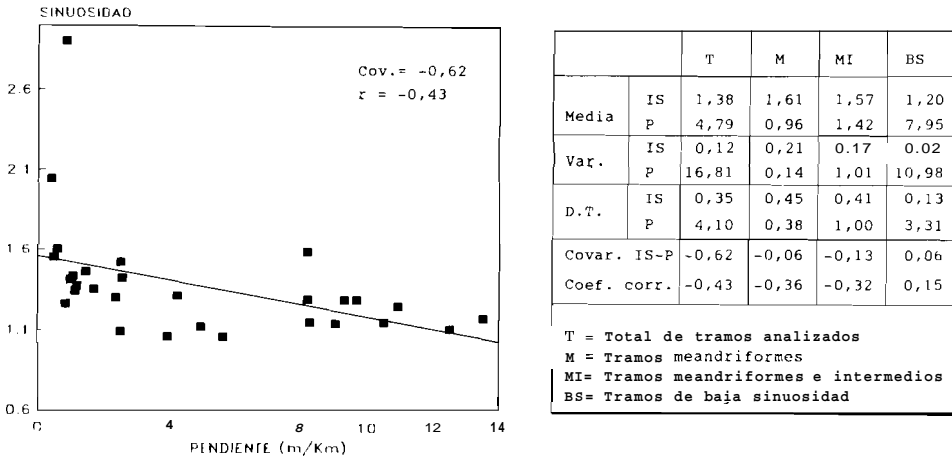 SINUOSIDAD
Cov.= -0,62
r = -0,43
2.6
2 1
1 6
1.1
0.6
0 4 8 10 12 14
PENDIENTE (m/Km)
T M MI BS
Media IS 1,38 1,61 1,57 1,20
P 4,79 0,96 1,42 7,95
Var. IS 0,12 0,21 0.17 0.02
P 16,81 0,14 1,01 10,98
D.T. IS 0,35 0,45 0,41 0,13
P 4,10 0,38 1,00 3,31
Covar. IS-P -0,62 -0,06 -0,13 0,06
Coef. corr. -0,43 -0,36 -0,32 0,15
T = Total de tramos analizados
M = Tramos meandriformes
MI= Tramos meandriformes e intermedios
BS= Tramos de baja sinuosidad